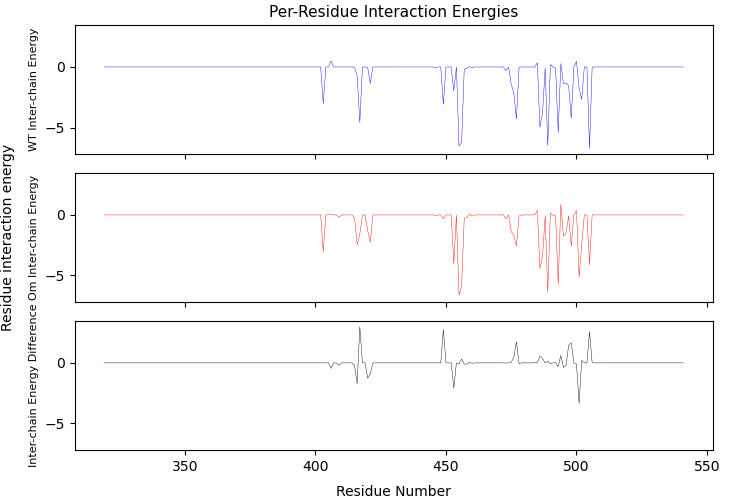 Per-Residue Interaction Energies
Residue interaction energy
WT Inter-chain Energy
0
−5
Om Inter-chain Energy
0
−5
Inter-chain Energy Difference
0
−5
350
400
450
500
550
Residue Number